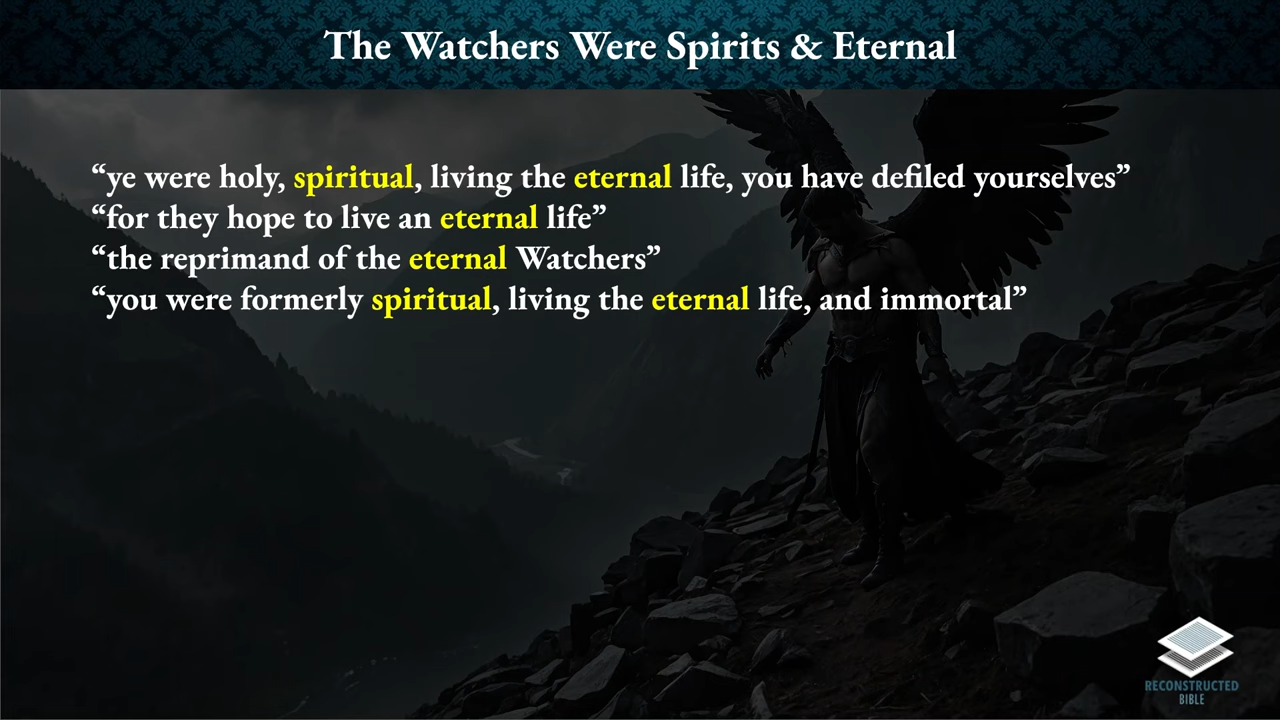 The Watchers Were Spirits & Eternal
“ye were holy, spiritual, living the eternal life, you have defiled yourselves”
“for they hope to live an eternal life”
“the reprimand of the eternal Watchers”
“you were formerly spiritual, living the eternal life, and immortal”
RECONSTRUCTED
BIBLE